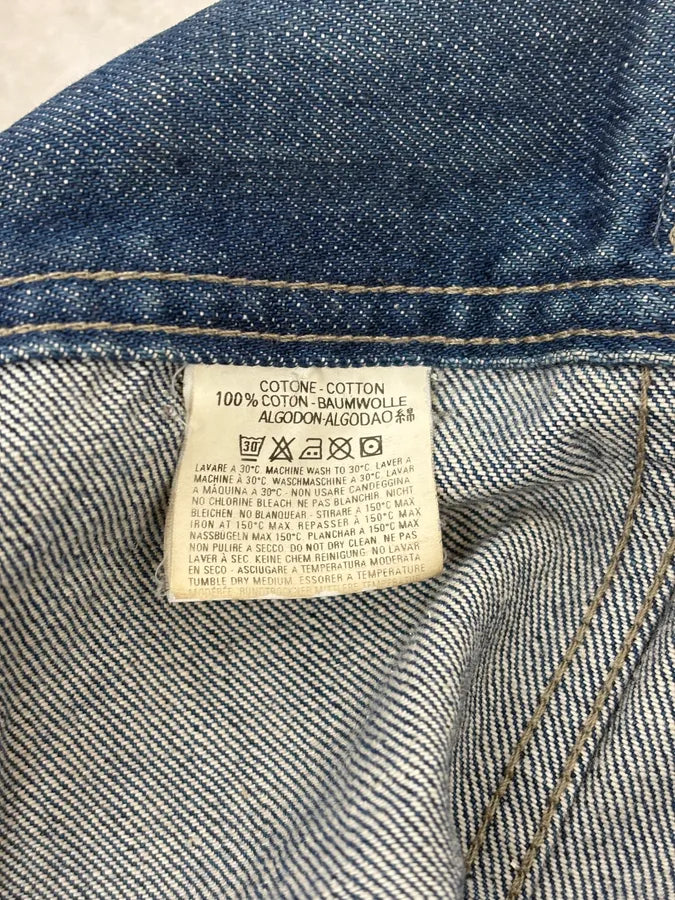 COTONE - COTTON
100% COTON - BAUMWOLLE
ALGODON - ALGODAO 綿
30
LAVARE A 30°C. MACHINE WASH TO 30°C. LAVER A
MACHINE À 30°C. WASCHMASCHINE A 30°C. LAVAR
A MÁQUINA A 30°C - NON USARE CANDEGGINA
NO CHLORINE BLEACH NE PAS BLANCHIR. NICHT
BLEICHEN. NO BLANQUEAR - STIRARE A 150°C MAX
IRON AT 150°C MAX REPASSER À 150°C MAX
NASSBUGELN MAX 150°C. PLANCHAR A 150°C MAX
NON PULIRE A SECCO. DO NOT DRY CLEAN. NE PAS
LAVER À SEC. KEINE CHEM REINIGUNG. NO LAVAR
EN SECO - ASCIUGARE A TEMPERATURA MODERATA
TUMBLE DRY MEDIUM. ESSORER A TEMPERATURE
MODÉRÉE.